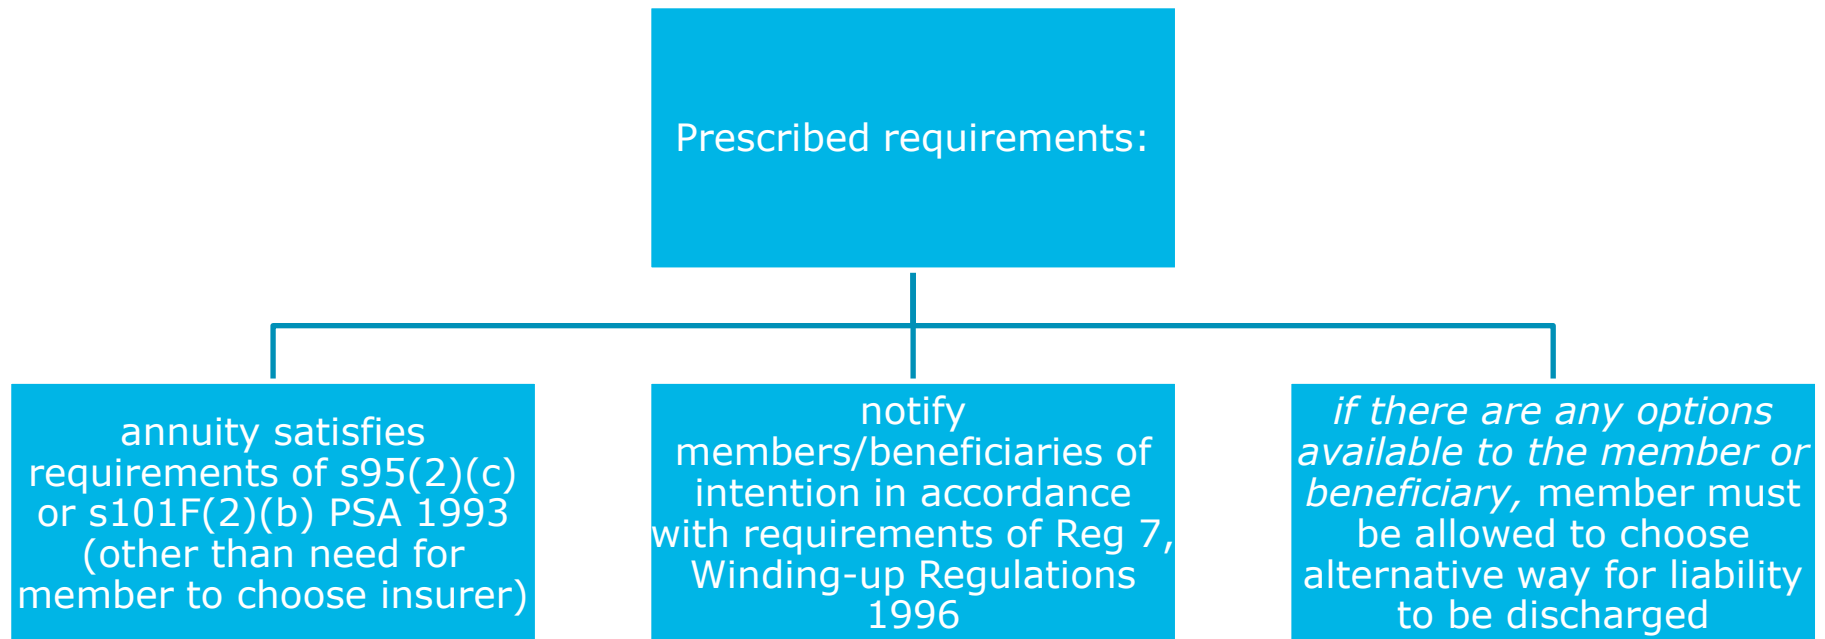 Prescribed requirements:
annuity satisfies
requirements of s95(2)(c)
or s101F(2)(b) PSA 1993
(other than need for
member to choose insurer)
notify
members/beneficiaries of
intention in accordance
with requirements of Reg 7,
Winding-up Regulations
1996
if there are any options
available to the member or
beneficiary, member must
be allowed to choose
alternative way for liability
to be discharged